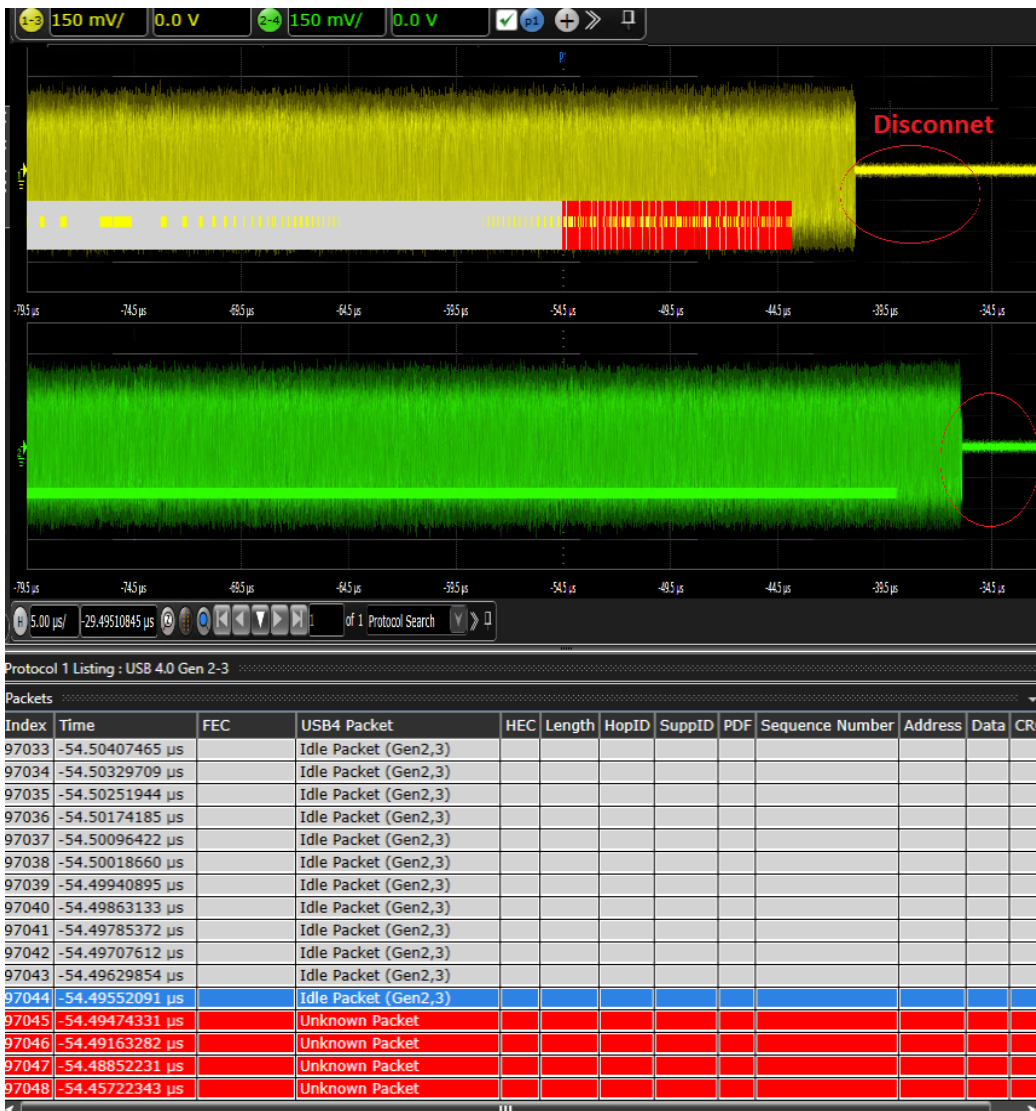 1-3 150 mV/ 0.0 V 2-4 150 mV/ 0.0 V p1
P1
Disconnet
-79.5 µs -74.5 µs -69.5 µs -64.5 µs -59.5 µs -54.5 µs -49.5 µs -44.5 µs -39.5 µs -34.5 µs
-79.5 µs -74.5 µs -69.5 µs -64.5 µs -59.5 µs -54.5 µs -49.5 µs -44.5 µs -39.5 µs -34.5 µs
H 5.00 µs/ -29.49510845 µs 1 of 1 Protocol Search
Protocol 1 Listing : USB 4.0 Gen 2-3
Packets
Index Time FEC USB4 Packet HEC Length HopID SuppID PDF Sequence Number Address Data CR
97033 -54.50407465 µs Idle Packet (Gen2,3)
97034 -54.50329709 µs Idle Packet (Gen2,3)
97035 -54.50251944 µs Idle Packet (Gen2,3)
97036 -54.50174185 µs Idle Packet (Gen2,3)
97037 -54.50096422 µs Idle Packet (Gen2,3)
97038 -54.50018660 µs Idle Packet (Gen2,3)
97039 -54.49940895 µs Idle Packet (Gen2,3)
97040 -54.49863133 µs Idle Packet (Gen2,3)
97041 -54.49785372 µs Idle Packet (Gen2,3)
97042 -54.49707612 µs Idle Packet (Gen2,3)
97043 -54.49629854 µs Idle Packet (Gen2,3)
97044 -54.49552091 µs Idle Packet (Gen2,3)
97045 -54.49474331 µs Unknown Packet
97046 -54.49163282 µs Unknown Packet
97047 -54.48852231 µs Unknown Packet
97048 -54.45722343 µs Unknown Packet